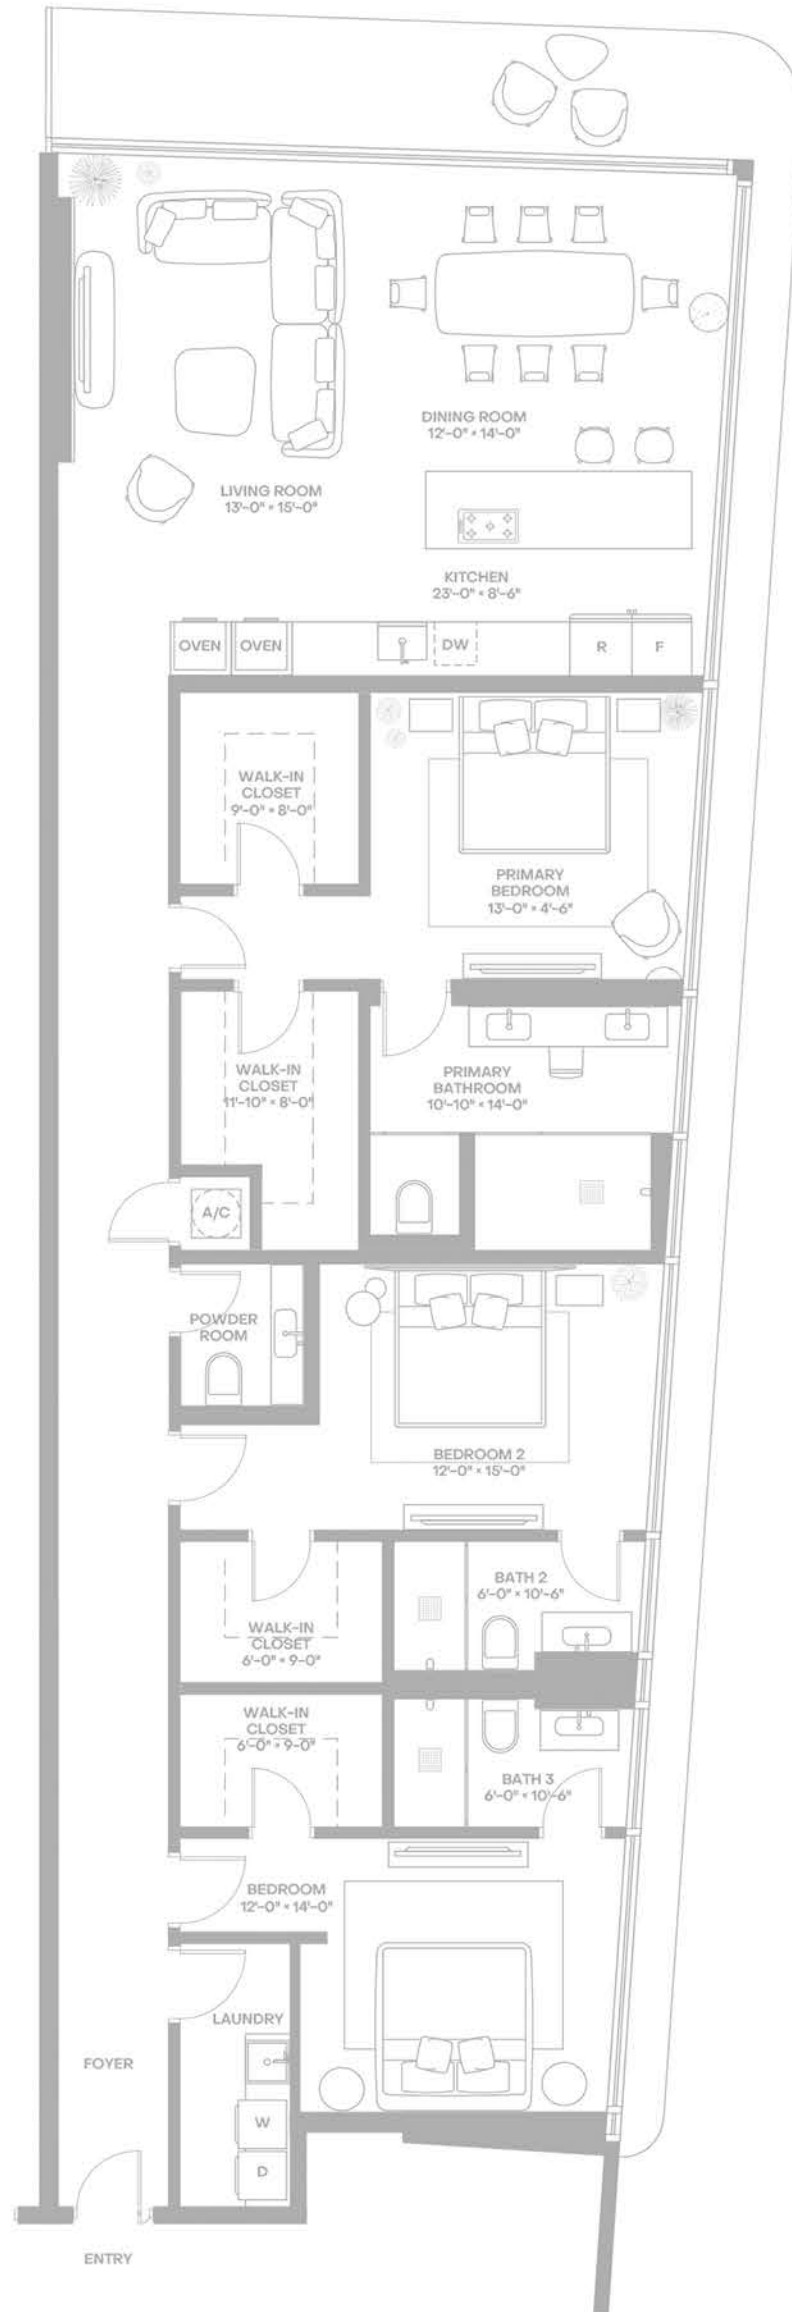 DINING ROOM
12'-0" × 14'-0"
LIVING ROOM
13'-0" × 15'-0"
KITCHEN
23'-0" × 8'-6"
OVEN
OVEN
DW
R
F
WALK-IN
CLOSET
9'-0" × 8'-0"
PRIMARY
BEDROOM
13'-0" × 4'-6"
WALK-IN
CLOSET
11'-10" × 8'-0"
PRIMARY
BATHROOM
10'-10" × 14'-0"
A/C
POWDER
ROOM
BEDROOM 2
12'-0" × 15'-0"
BATH 2
6'-0" × 10'-6"
WALK-IN
CLOSET
6'-0" × 9-0"
WALK-IN
CLOSET
6'-0" × 9-0"
BATH 3
6'-0" × 10'-6"
BEDROOM
12'-0" × 14'-0"
LAUNDRY
FOYER
W
D
ENTRY